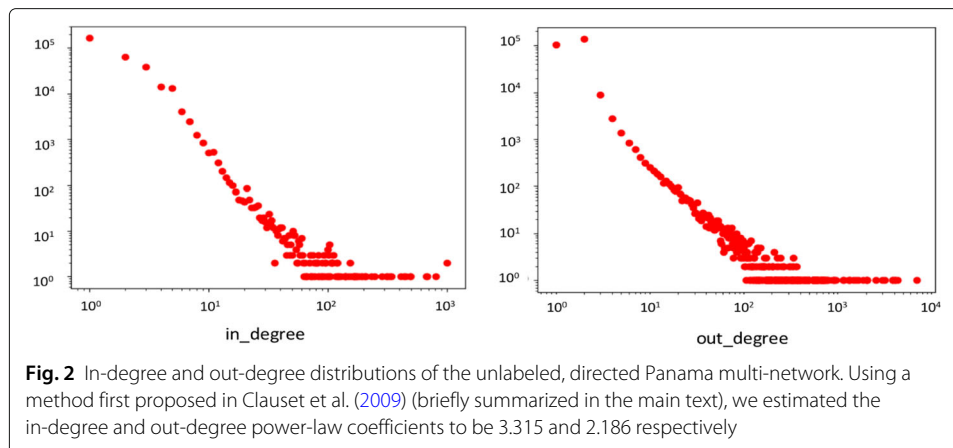 10⁵
10⁴
10³
10²
10¹
10⁰
10⁰ 10¹ 10² 10³
in_degree
10⁵
10⁴
10³
10²
10¹
10⁰
10⁰ 10¹ 10² 10³ 10⁴
out_degree
Fig. 2 In-degree and out-degree distributions of the unlabeled, directed Panama multi-network. Using a
method first proposed in Clauset et al. (2009) (briefly summarized in the main text), we estimated the
in-degree and out-degree power-law coefficients to be 3.315 and 2.186 respectively